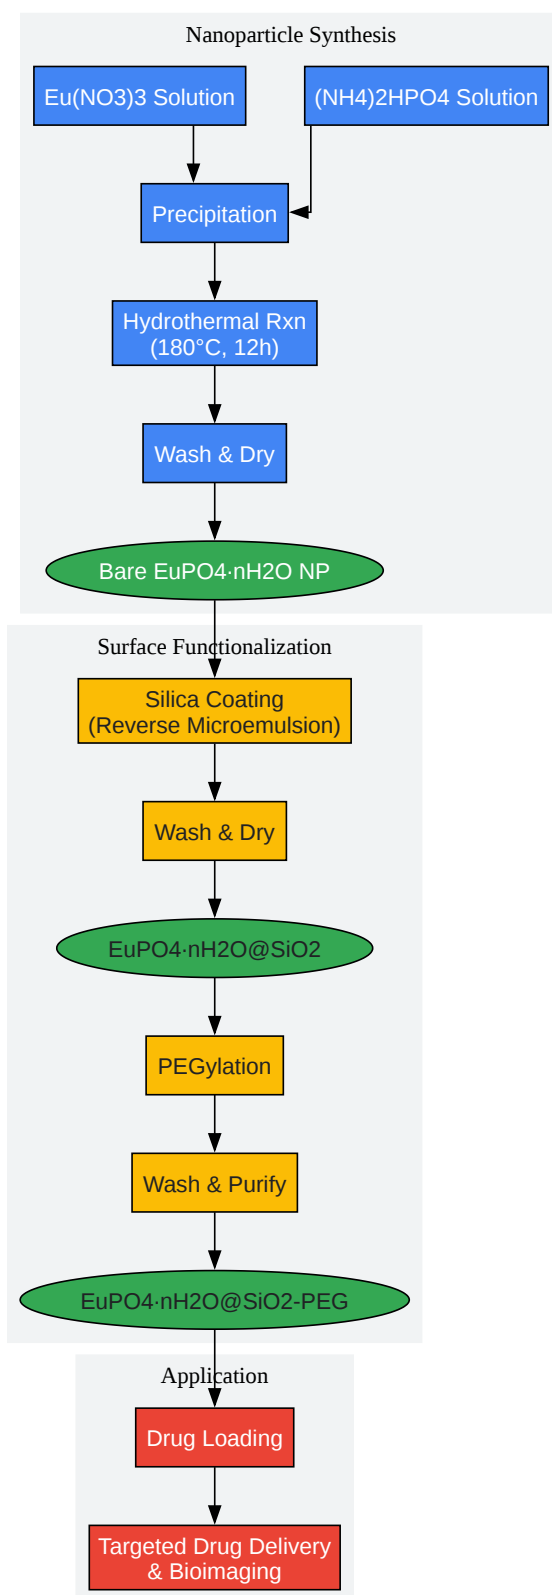 Nanoparticle Synthesis
Eu(NO3)3 Solution
(NH4)2HPO4 Solution
Precipitation
Hydrothermal Rxn
(180°C, 12h)
Wash & Dry
Bare EuPO4·nH2O NP
Surface Functionalization
Silica Coating
(Reverse Microemulsion)
Wash & Dry
EuPO4·nH2O@SiO2
PEGylation
Wash & Purify
EuPO4·nH2O@SiO2-PEG
Application
Drug Loading
Targeted Drug Delivery
& Bioimaging